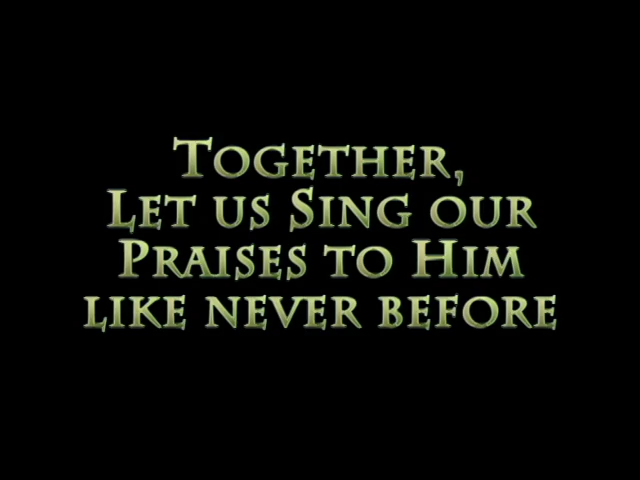 Together,
Let us Sing our
Praises to Him
like never before